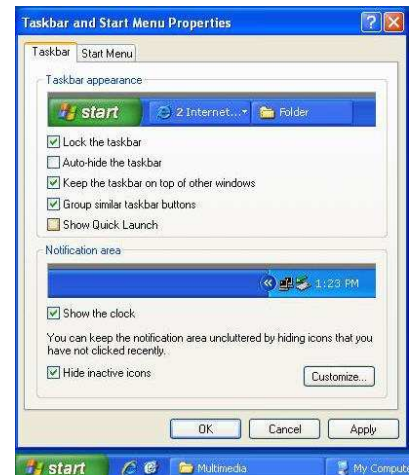 Taskbar and Start Menu Properties
Taskbar
Start Menu
Taskbar appearance
start
2 Internet...
Folder
Lock the taskbar
Auto-hide the taskbar
Keep the taskbar on top of other windows
Group similar taskbar buttons
Show Quick Launch
Notification area
1:23 PM
Show the clock
You can keep the notification area uncluttered by hiding icons that you
have not clicked recently.
Hide inactive icons
Customize...
OK
Cancel
Apply
start
Multimedia
My Compute